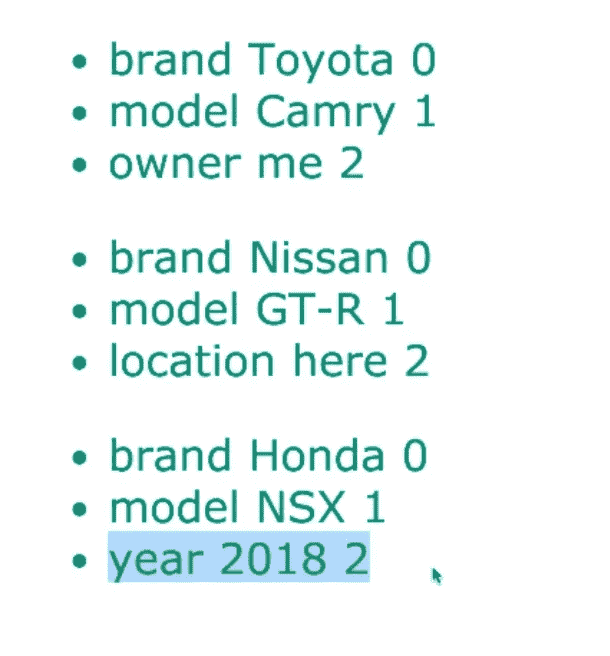 brand Toyota 0
model Camry 1
owner me 2
brand Nissan 0
model GT-R 1
location here 2
brand Honda 0
model NSX 1
year 2018 2